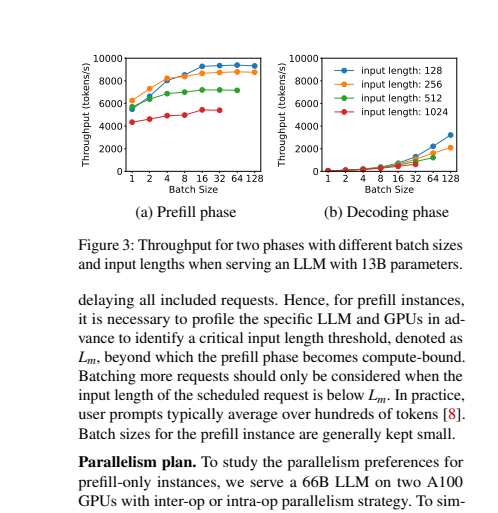 10000
8000
6000
4000
2000
0
Throughput (tokens/s)
1 2 4 8 16 32 64 128
Batch Size
(a) Prefill phase
10000
8000
6000
4000
2000
0
Throughput (tokens/s)
input length: 128
input length: 256
input length: 512
input length: 1024
1 2 4 8 16 32 64 128
Batch Size
(b) Decoding phase
Figure 3: Throughput for two phases with different batch sizes
and input lengths when serving an LLM with 13B parameters.
delaying all included requests. Hence, for prefill instances,
it is necessary to profile the specific LLM and GPUs in ad-
vance to identify a critical input length threshold, denoted as
Lm, beyond which the prefill phase becomes compute-bound.
Batching more requests should only be considered when the
input length of the scheduled request is below Lm. In practice,
user prompts typically average over hundreds of tokens [8].
Batch sizes for the prefill instance are generally kept small.
Parallelism plan. To study the parallelism preferences for
prefill-only instances, we serve a 66B LLM on two A100
GPUs with inter-op or intra-op parallelism strategy. To sim-